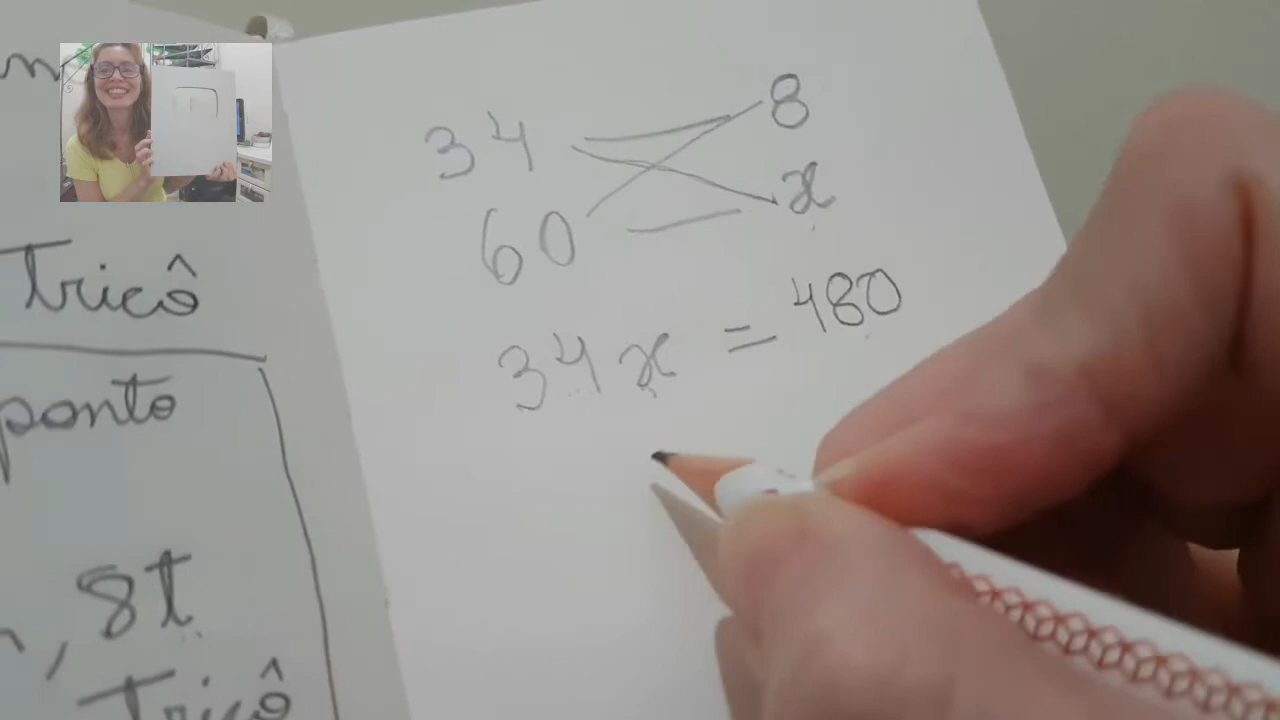 Tricô
ponto
, 8t
Tricô
34 8
60 x
34x = 480